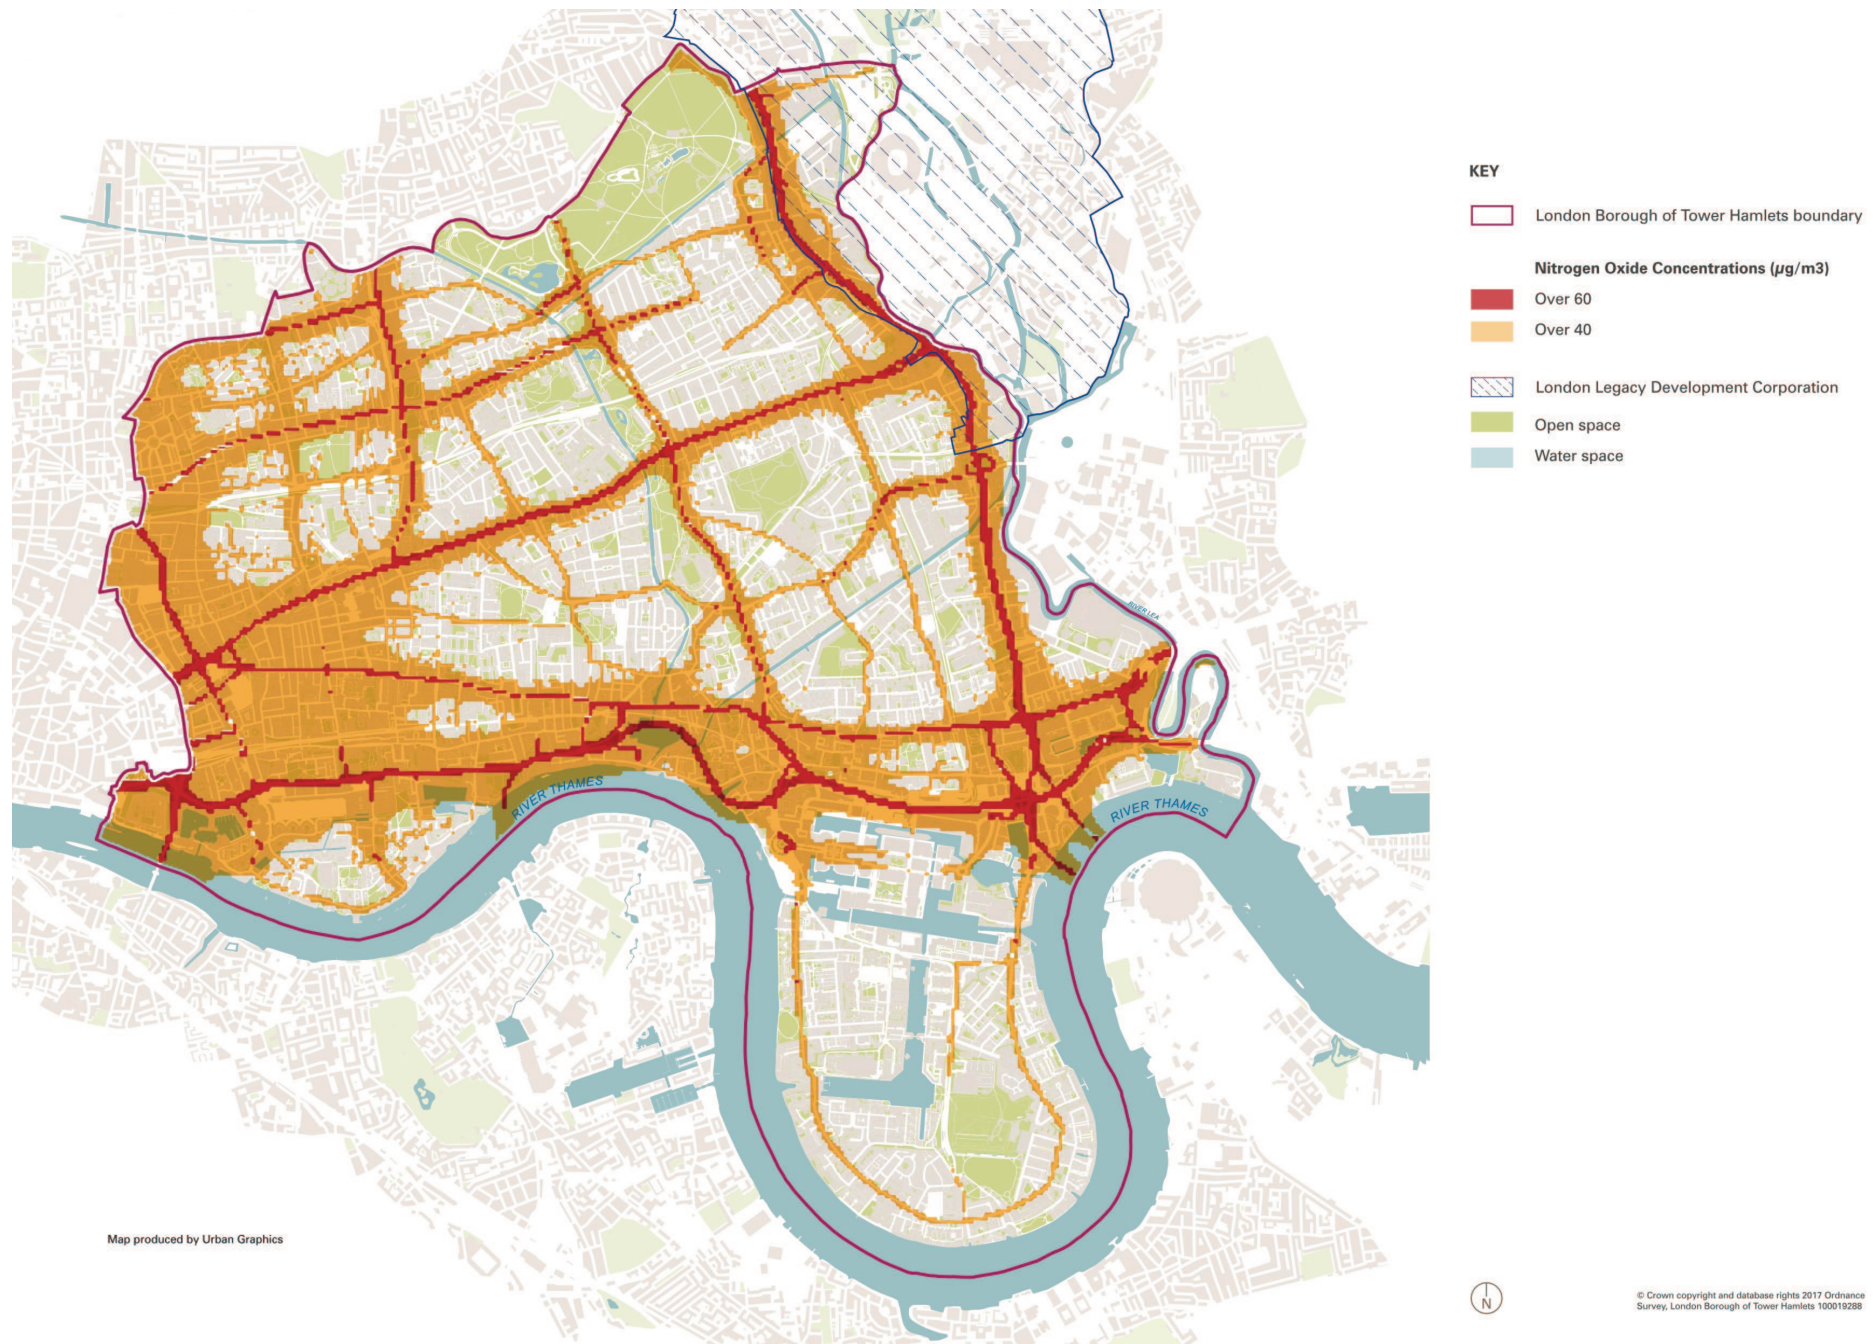 KEY
London Borough of Tower Hamlets boundary
Nitrogen Oxide Concentrations (µg/m3)
Over 60
Over 40
London Legacy Development Corporation
Open space
Water space
RIVER LEA
RIVER THAMES
RIVER THAMES
Map produced by Urban Graphics
N
© Crown copyright and database rights 2017 Ordnance
Survey, London Borough of Tower Hamlets 100019288